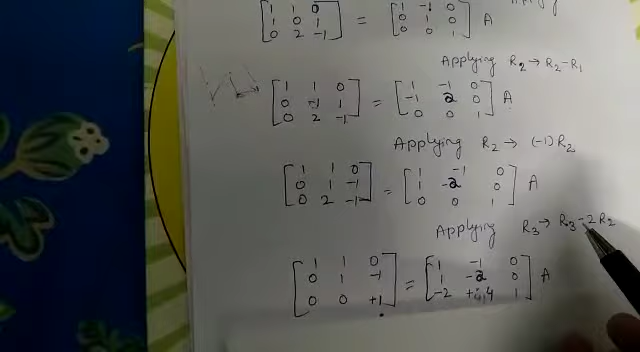 [1 1 0] = [1 -1 0]
[1 0 1] = [0 1 0] A
[0 2 -1] = [0 0 1]
Applying R2 → R2-R1
[1 1 0] = [1 -1 0]
[0 -1 1] = [-1 2 0] A
[0 2 -1] = [0 0 1]
Applying R2 → (-1)R2
[1 1 0] = [1 -1 0]
[0 1 -1] = [1 -2 0] A
[0 2 -1] = [0 0 1]
Applying R3 → R3-2R2
[1 1 0] = [1 -1 0]
[0 1 -1] = [1 -2 0] A
[0 0 +1] = [-2 +4 1]